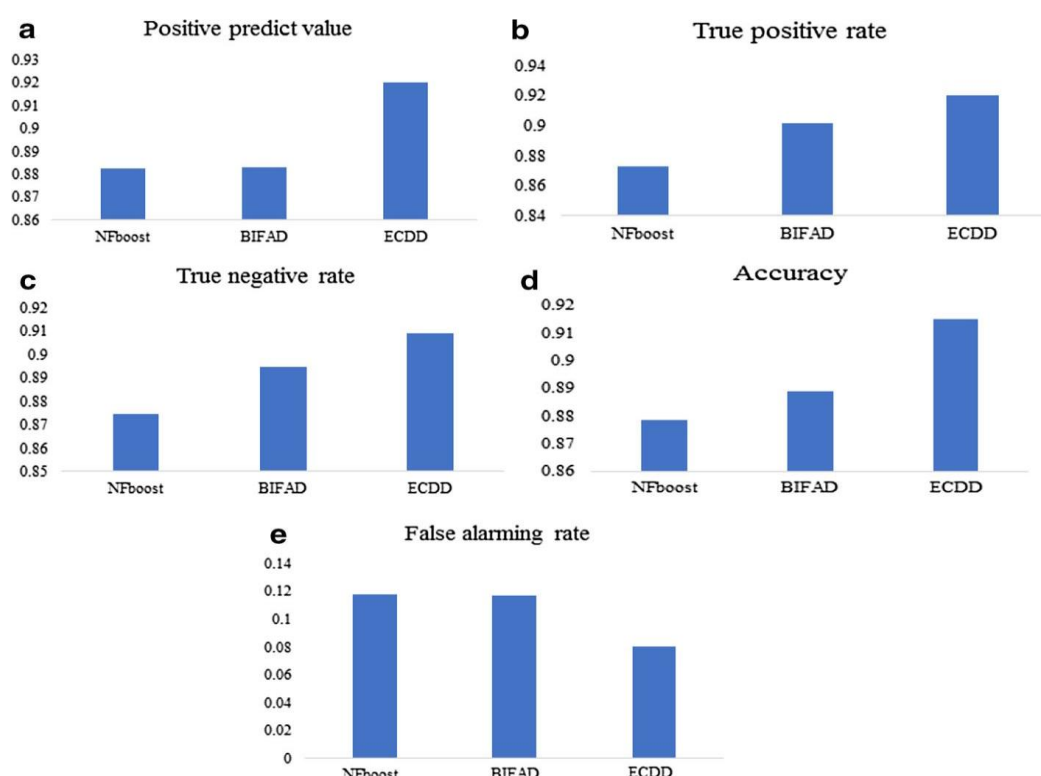 a
Positive predict value
0.93
0.92
0.91
0.9
0.89
0.88
0.87
0.86
NFboost BIFAD ECDD
b
True positive rate
0.94
0.92
0.9
0.88
0.86
0.84
NFboost BIFAD ECDD
c
True negative rate
0.92
0.91
0.9
0.89
0.88
0.87
0.86
0.85
NFboost BIFAD ECDD
d
Accuracy
0.92
0.91
0.9
0.89
0.88
0.87
0.86
NFboost BIFAD ECDD
e
False alarming rate
0.14
0.12
0.1
0.08
0.06
0.04
0.02
0
NFboost BIFAD ECDD